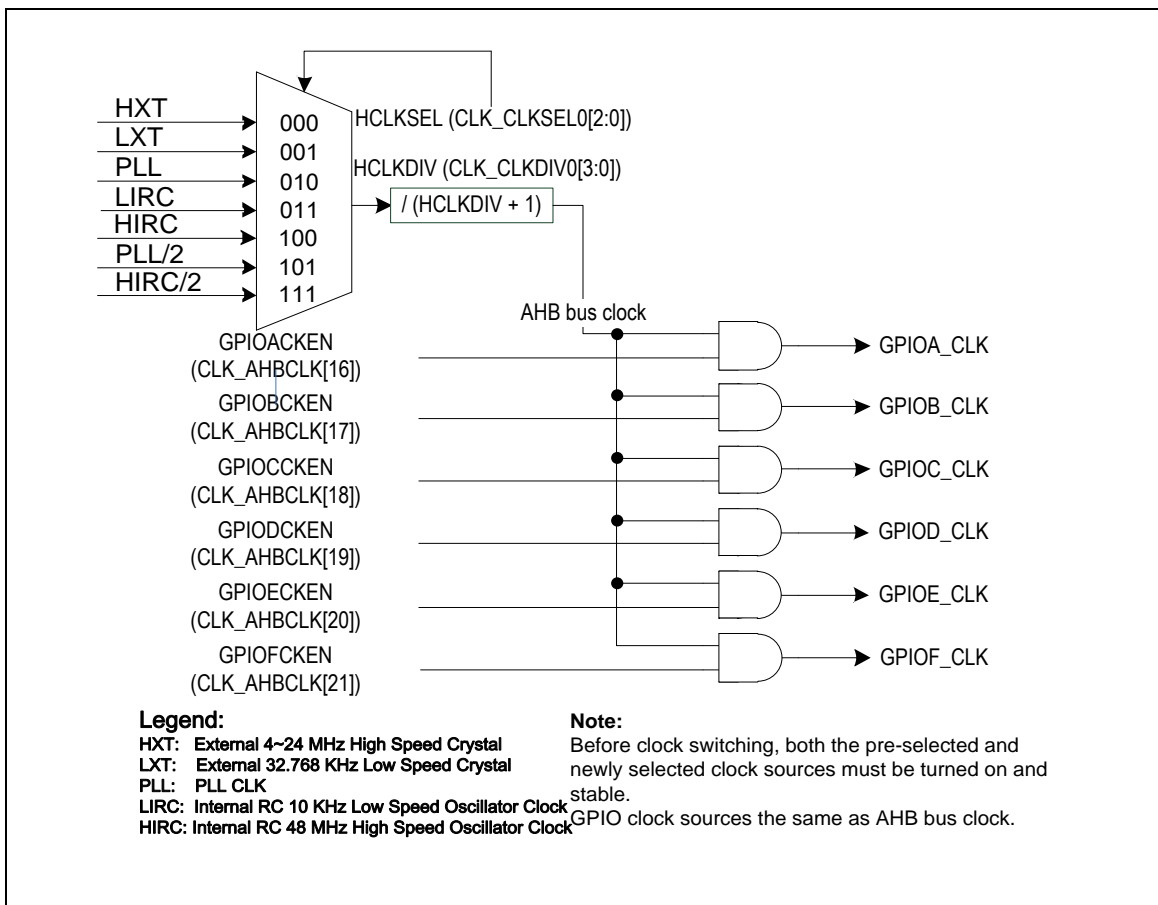 HXT
LXT
PLL
LIRC
HIRC
PLL/2
HIRC/2
000
001
010
011
100
101
111
HCLKSEL (CLK_CLKSEL0[2:0])
HCLKDIV (CLK_CLKDIV0[3:0])
/ (HCLKDIV + 1)
AHB bus clock
GPIOACKEN
(CLK_AHBCLK[16])
GPIOBCKEN
(CLK_AHBCLK[17])
GPIOCCKEN
(CLK_AHBCLK[18])
GPIODCKEN
(CLK_AHBCLK[19])
GPIOECKEN
(CLK_AHBCLK[20])
GPIOFCKEN
(CLK_AHBCLK[21])
GPIOA_CLK
GPIOB_CLK
GPIOC_CLK
GPIOD_CLK
GPIOE_CLK
GPIOF_CLK
Legend:
HXT: External 4~24 MHz High Speed Crystal
LXT: External 32.768 KHz Low Speed Crystal
PLL: PLL CLK
LIRC: Internal RC 10 KHz Low Speed Oscillator Clock
HIRC: Internal RC 48 MHz High Speed Oscillator Clock
Note:
Before clock switching, both the pre-selected and
newly selected clock sources must be turned on and
stable.
GPIO clock sources the same as AHB bus clock.